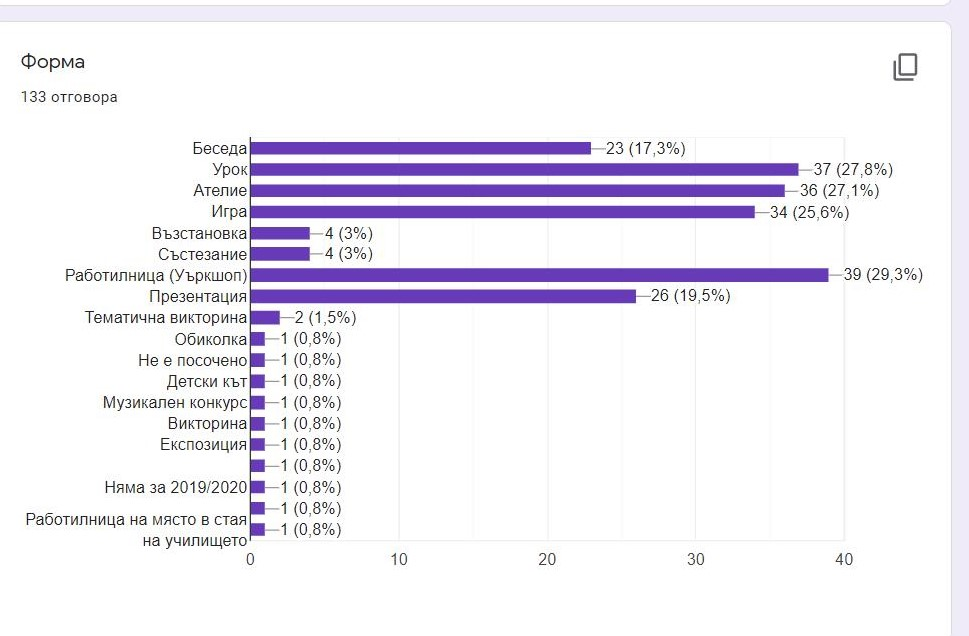 Форма
133 отговора
Беседа 23 (17,3%)
Урок 37 (27,8%)
Ателие 36 (27,1%)
Игра 34 (25,6%)
Възстановка 4 (3%)
Състезание 4 (3%)
Работилница (Уъркшоп) 39 (29,3%)
Презентация 26 (19,5%)
Тематична викторина 2 (1,5%)
Обиколка 1 (0,8%)
Не е посочено 1 (0,8%)
Детски кът 1 (0,8%)
Музикален конкурс 1 (0,8%)
Викторина 1 (0,8%)
Експозиция 1 (0,8%)
1 (0,8%)
Няма за 2019/2020 1 (0,8%)
1 (0,8%)
Работилница на място в стая
на училището 1 (0,8%)
0 10 20 30 40